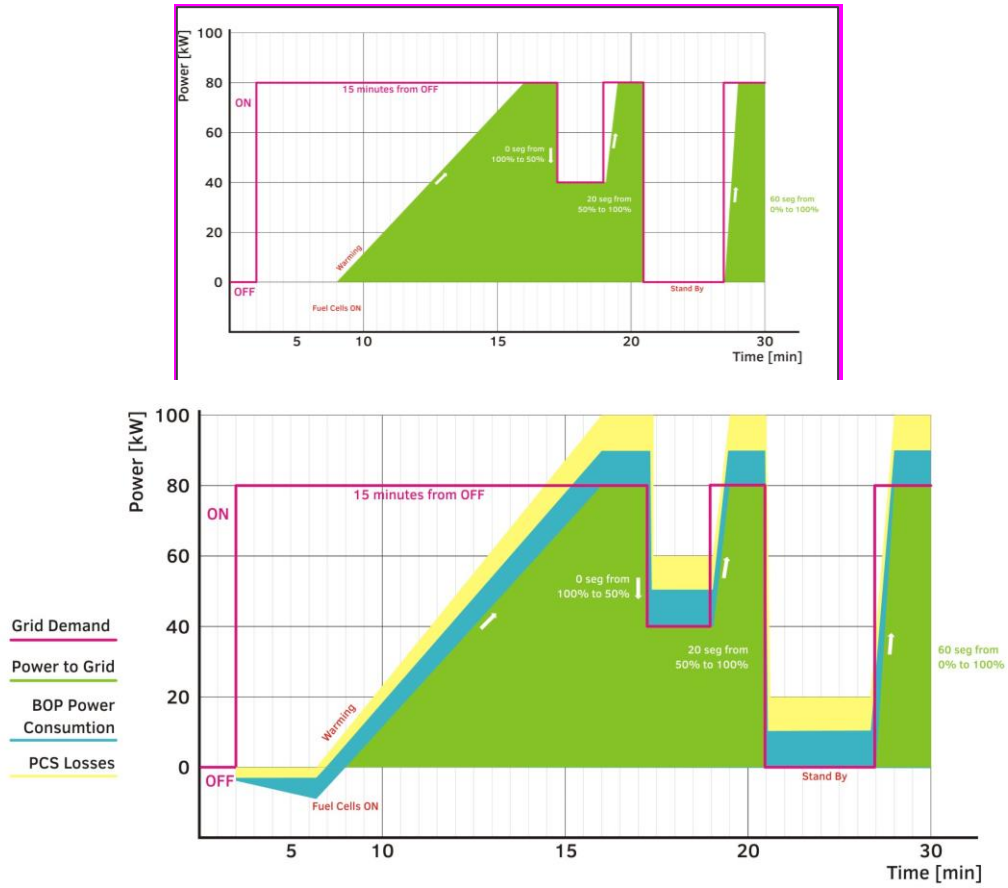 Power [kW]
100
80
60
40
20
0
ON
OFF
15 minutes from OFF
0 seg from
100% to 50%
20 seg from
50% to 100%
60 seg from
0% to 100%
Warming
Fuel Cells ON
Stand By
5
10
15
20
30
Time [min]
Power [kW]
100
80
60
40
20
0
ON
OFF
15 minutes from OFF
0 seg from
100% to 50%
20 seg from
50% to 100%
60 seg from
0% to 100%
Warming
Fuel Cells ON
Stand By
5
10
15
20
30
Time [min]
Grid Demand
Power to Grid
BOP Power
Consumtion
PCS Losses